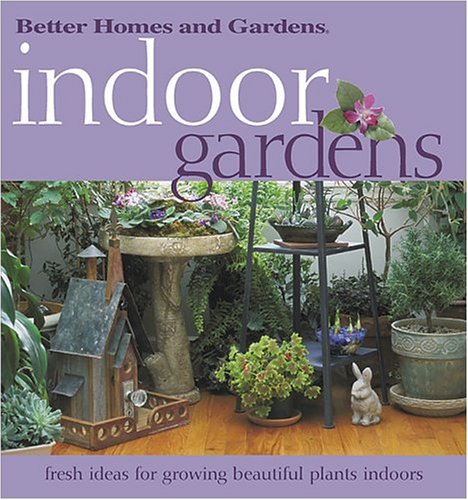 Better Homes and Gardens®
indoor
gardens
fresh ideas for growing beautiful plants indoors